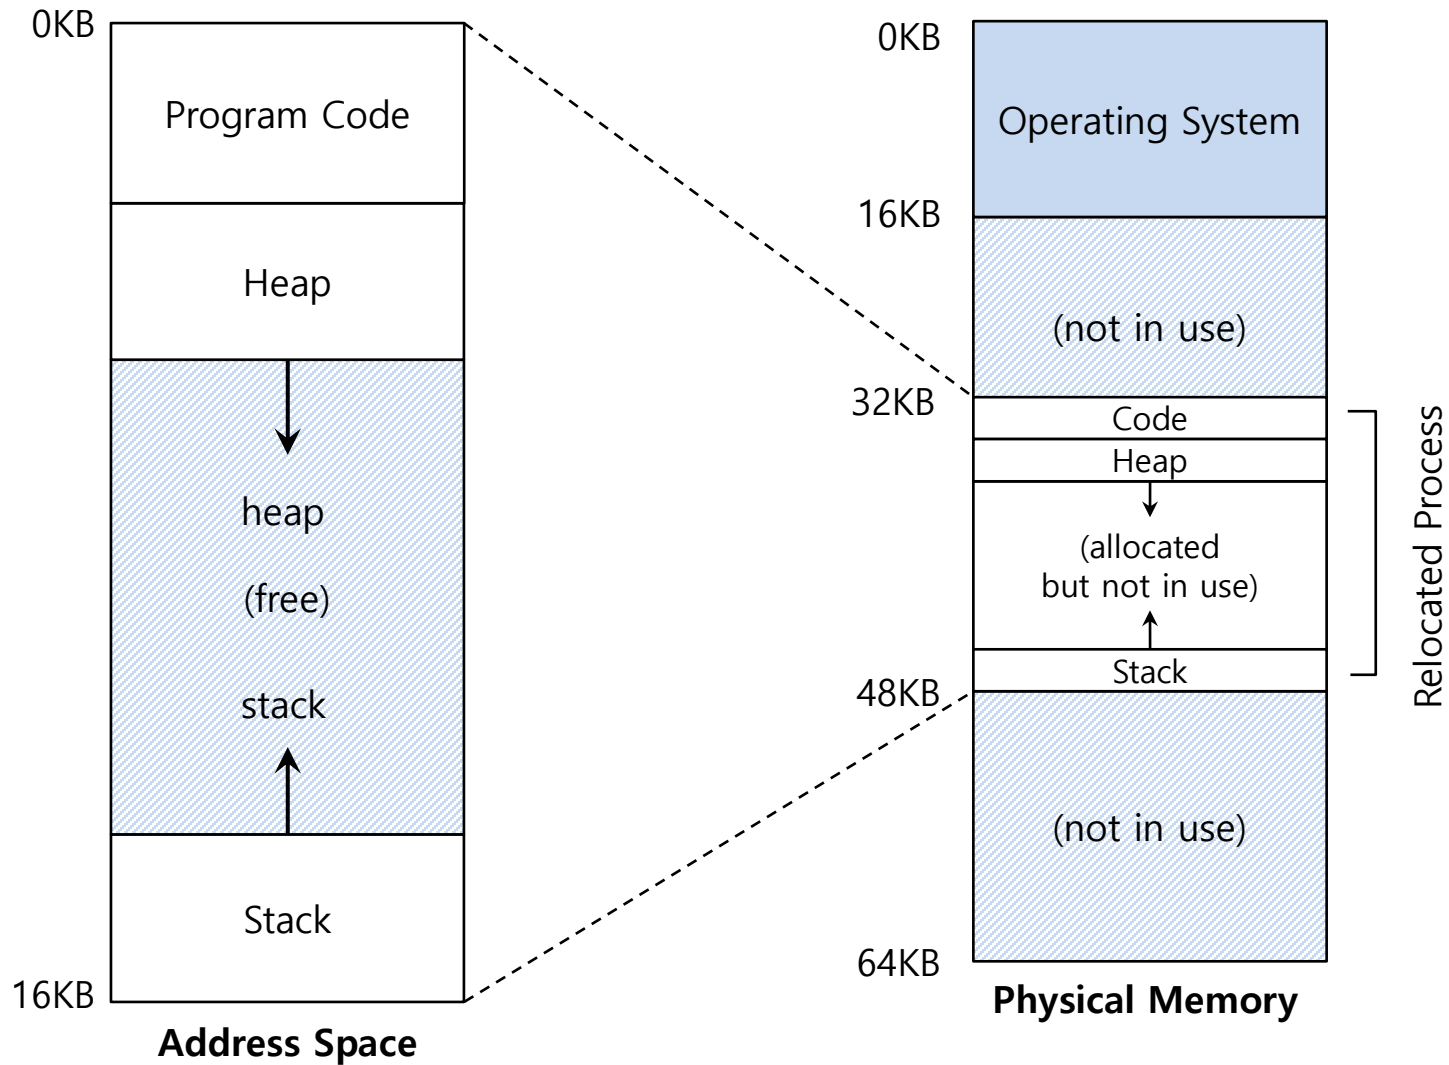 0KB
Program Code
Heap
heap
(free)
stack
Stack
16KB
Address Space
0KB
Operating System
16KB
(not in use)
32KB
Code
Heap
(allocated
but not in use)
Stack
48KB
(not in use)
64KB
Physical Memory
Relocated Process